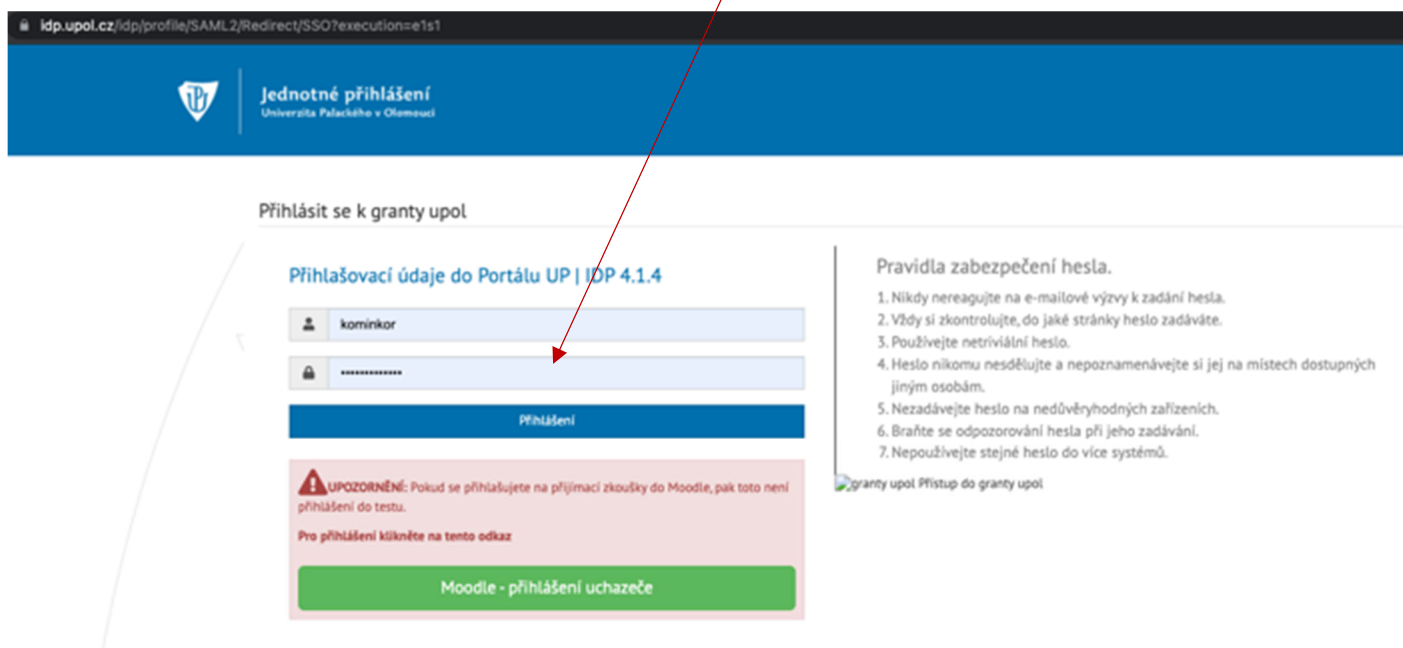 idp.upol.cz/idp/profile/SAML2/Redirect/SSO?execution=e1s1
UP
Jednotné přihlášení
Univerzita Palackého v Olomouci
Přihlásit se k granty upol
Přihlašovací údaje do Portálu UP | IDP 4.1.4
kominkor
•••••••••••••
Přihlášení
UPOZORNĚNÍ: Pokud se přihlašujete na přijímací zkoušky do Moodle, pak toto není
přihlášení do testu.
Pro přihlášení klikněte na tento odkaz
Moodle - přihlášení uchazeče
Pravidla zabezpečení hesla.
1. Nikdy nereagujte na e-mailové výzvy k zadání hesla.
2. Vždy si zkontrolujte, do jaké stránky heslo zadáváte.
3. Používejte netriviální heslo.
4. Heslo nikomu nesdělujte a nepoznamenávejte si jej na místech dostupných
jiným osobám.
5. Nezadávejte heslo na nedůvěryhodných zařízeních.
6. Braňte se odpozorování hesla při jeho zadávání.
7. Nepoužívejte stejné heslo do více systémů.
granty upol Přístup do granty upol